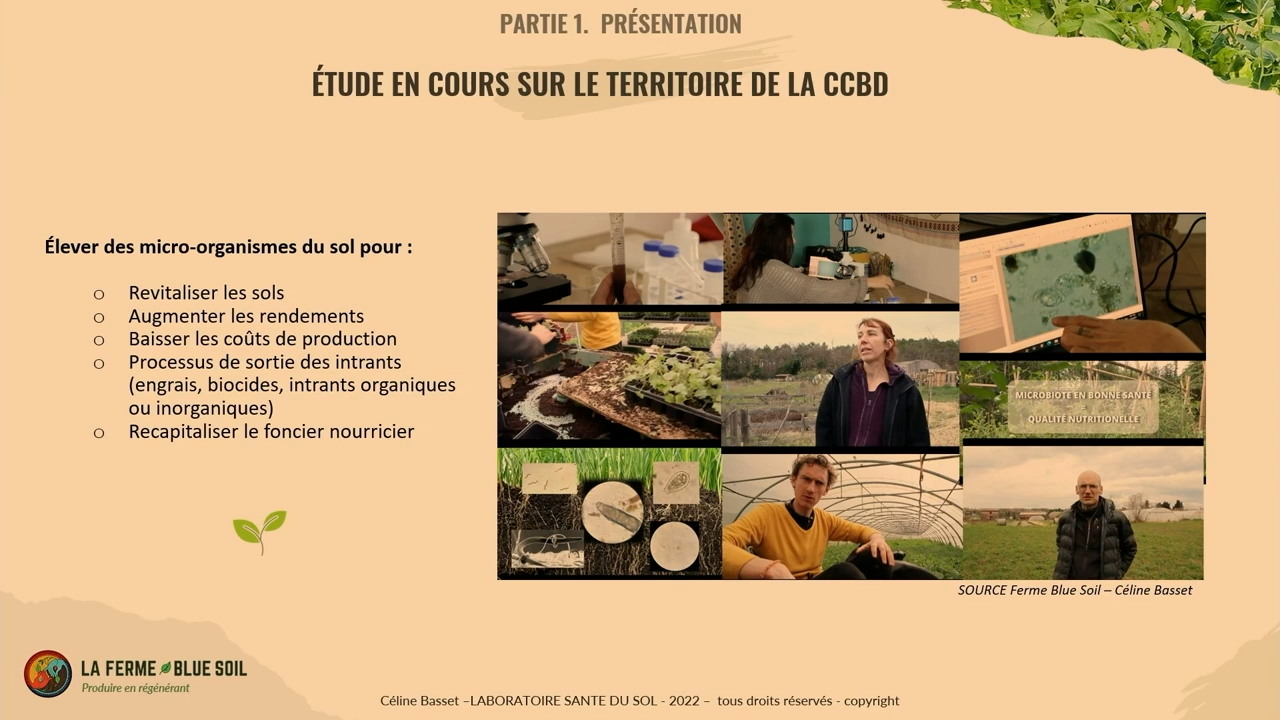 PARTIE 1. PRÉSENTATION
ÉTUDE EN COURS SUR LE TERRITOIRE DE LA CCBD
Élever des micro-organismes du sol pour :
o Revitaliser les sols
o Augmenter les rendements
o Baisser les coûts de production
o Processus de sortie des intrants
(engrais, biocides, intrants organiques
ou inorganiques)
o Recapitaliser le foncier nourricier
MICROBIOTE EN BONNE SANTÉ
=
QUALITÉ NUTRITIONELLE
SOURCE Ferme Blue Soil – Céline Basset
LA FERME BLUE SOIL
Produire en régénérant
Céline Basset –LABORATOIRE SANTE DU SOL - 2022 – tous droits réservés - copyright